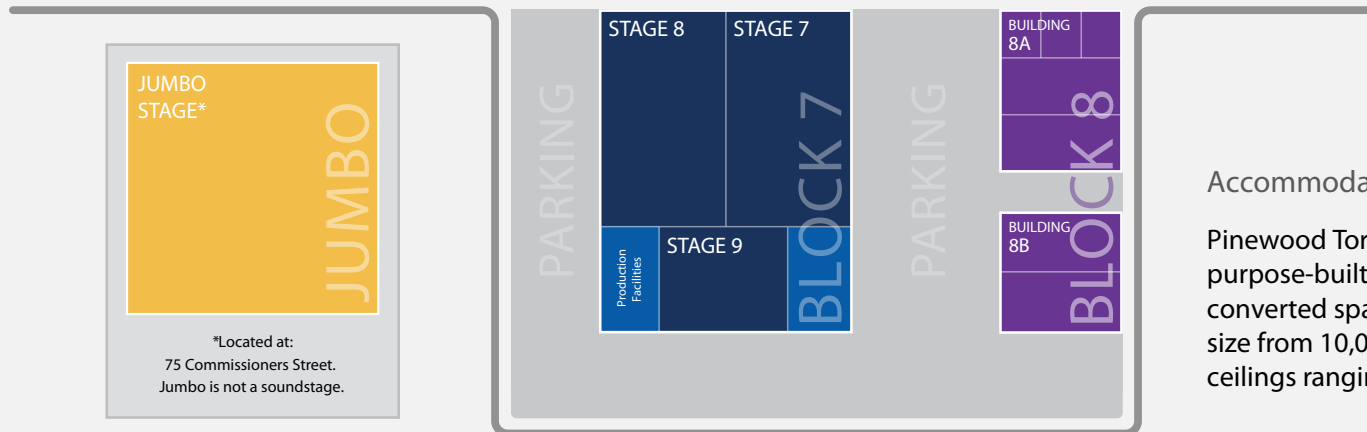 JUMBO
STAGE*
JUMBO
*Located at:
75 Commissioners Street.
Jumbo is not a soundstage.
PARKING
STAGE 8
STAGE 7
BLOCK 7
Production
Facilities
STAGE 9
PARKING
BUILDING
8A
BLOCK 8
BUILDING
8B
Accommoda
Pinewood Tor
purpose-built
converted spa
size from 10,0
ceilings rangin